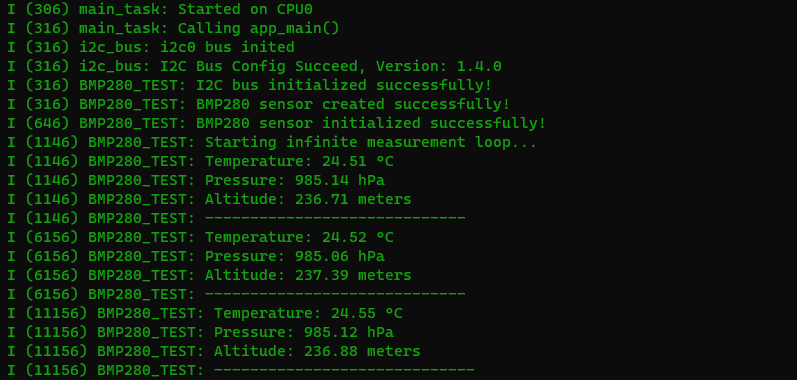 I (306) main_task: Started on CPU0
I (316) main_task: Calling app_main()
I (316) i2c_bus: i2c0 bus inited
I (316) i2c_bus: I2C Bus Config Succeed, Version: 1.4.0
I (316) BMP280_TEST: I2C bus initialized successfully!
I (316) BMP280_TEST: BMP280 sensor created successfully!
I (646) BMP280_TEST: BMP280 sensor initialized successfully!
I (1146) BMP280_TEST: Starting infinite measurement loop...
I (1146) BMP280_TEST: Temperature: 24.51 °C
I (1146) BMP280_TEST: Pressure: 985.14 hPa
I (1146) BMP280_TEST: Altitude: 236.71 meters
I (1146) BMP280_TEST: -----------------------------
I (6156) BMP280_TEST: Temperature: 24.52 °C
I (6156) BMP280_TEST: Pressure: 985.06 hPa
I (6156) BMP280_TEST: Altitude: 237.39 meters
I (6156) BMP280_TEST: -----------------------------
I (11156) BMP280_TEST: Temperature: 24.55 °C
I (11156) BMP280_TEST: Pressure: 985.12 hPa
I (11156) BMP280_TEST: Altitude: 236.88 meters
I (11156) BMP280_TEST: -----------------------------